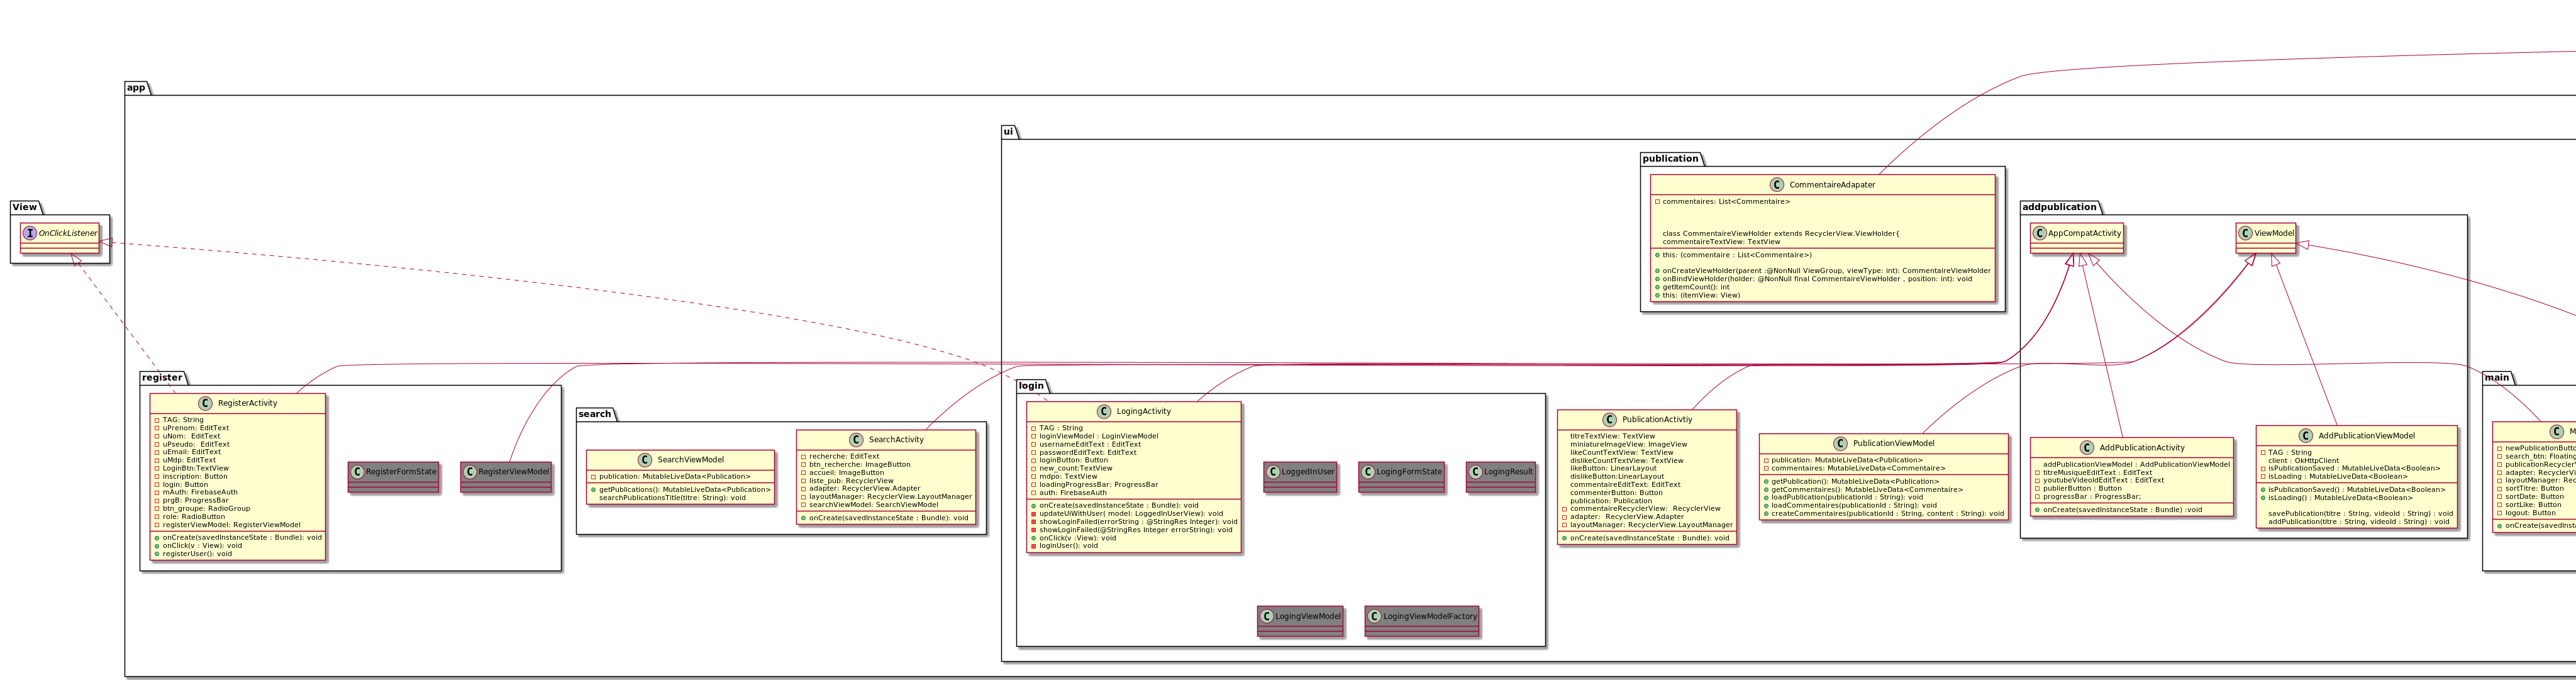 app
ui
publication
CommentaireAdapater
commentaires: List<Commentaire>
class CommentaireViewHolder extends RecyclerView.ViewHolder{
commentaireTextView: TextView
this: (commentaire : List<Commentaire>)
onCreateViewHolder(parent :@NonNull ViewGroup, viewType: int): CommentaireViewHolder
onBindViewHolder(holder: @NonNull final CommentaireViewHolder , position: int): void
getItemCount(): int
this: (itemView: View)
View
I OnClickListener
addpublication
C AppCompatActivity
C ViewModel
register
C RegisterActivity
TAG: String
uPrenom: EditText
uNom:  EditText
uPseudo:  EditText
uEmail: EditText
uMdp: EditText
LoginBtn:TextView
inscription: Button
login: Button
mAuth: FirebaseAuth
prgB: ProgressBar
btn_groupe: RadioGroup
role: RadioButton
registerViewModel: RegisterViewModel
onCreate(savedInstanceState : Bundle): void
onClick(v : View): void
registerUser(): void
C RegisterFormState
C RegisterViewModel
search
C SearchViewModel
publication: MutableLiveData<Publication>
getPublications(): MutableLiveData<Publication>
searchPublicationsTitle(titre: String): void
C SearchActivity
recherche: EditText
btn_recherche: ImageButton
accueil: ImageButton
liste_pub: RecyclerView
adapter: RecyclerView.Adapter
layoutManager: RecyclerView.LayoutManager
searchViewModel: SearchViewModel
onCreate(savedInstanceState : Bundle): void
login
C LogingActivity
TAG : String
loginViewModel : LoginViewModel
usernameEditText : EditText
passwordEditText: EditText
loginButton: Button
new_count:TextView
mdpo: TextView
loadingProgressBar: ProgressBar
auth: FirebaseAuth
onCreate(savedInstanceState : Bundle): void
updateUiWithUser( model: LoggedInUserView): void
showLoginFailed(errorString : @StringRes Integer): void
showLoginFailed(@StringRes Integer errorString): void
onClick(v :View): void
loginUser(): void
C LoggedInUser
C LogingFormState
C LogingResult
C LogingViewModel
C LogingViewModelFactory
C PublicationActivtiy
titreTextView: TextView
miniatureImageView: ImageView
likeCountTextView: TextView
dislikeCountTextView: TextView
likeButton: LinearLayout
dislikeButton:LinearLayout
commentaireEditText: EditText
commenterButton: Button
publication: Publication
commentaireRecyclerView:  RecyclerView
adapter:  RecyclerView.Adapter
layoutManager: RecyclerView.LayoutManager
onCreate(savedInstanceState : Bundle): void
C PublicationViewModel
publication: MutableLiveData<Publication>
commentaires: MutableLiveData<Commentaire>
getPublication(): MutableLiveData<Publication>
getCommentaires(): MutableLiveData<Commentaire>
loadPublication(publicationId : String): void
loadCommentaires(publicationId : String): void
createCommentaires(publicationId : String, content : String): void
C AddPublicationActivity
addPublicationViewModel : AddPublicationViewModel
titreMusiqueEditText : EditText
youtubeVideoIdEditText : EditText
publierButton : Button
progressBar : ProgressBar;
onCreate(savedInstanceState : Bundle) :void
C AddPublicationViewModel
TAG : String
client : OkHttpClient
isPublicationSaved : MutableLiveData<Boolean>
isLoading : MutableLiveData<Boolean>
isPublicationSaved() : MutableLiveData<Boolean>
isLoading() : MutableLiveData<Boolean>
savePublication(titre : String, videoId : String) : void
addPublication(titre : String, videoId : String) : void
main
C M
newPublicationButto
search_btn: Floating
publicationRecyclerV
adapter: RecyclerVi
layoutManager: Rec
sortTitre: Button
sortDate: Button
sortLike: Button
logout: Button
onCreate(savedInsta